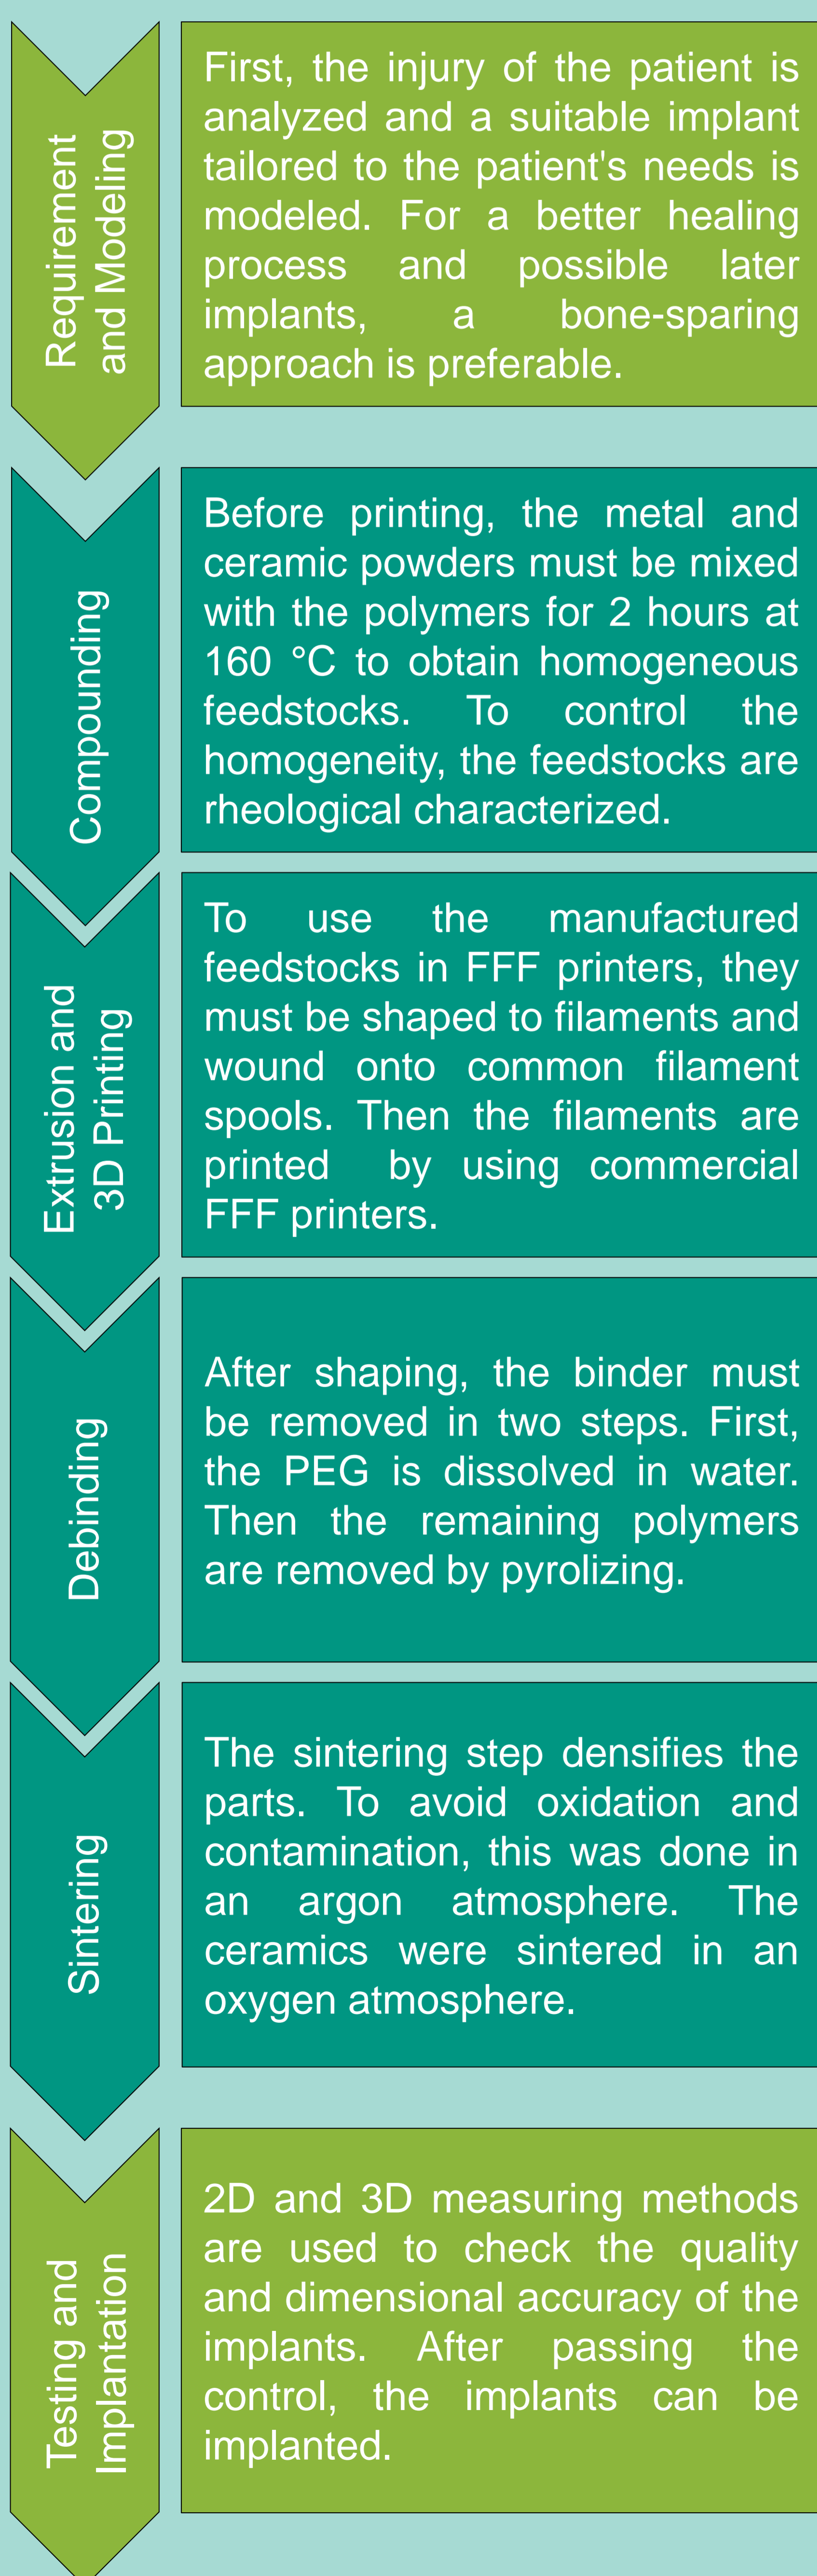 Requirement
and Modeling
First, the injury of the patient is
analyzed and a suitable implant
tailored to the patient's needs is
modeled. For a better healing
process and possible later
implants, a bone-sparing
approach is preferable.
Compounding
Before printing, the metal and
ceramic powders must be mixed
with the polymers for 2 hours at
160 °C to obtain homogeneous
feedstocks. To control the
homogeneity, the feedstocks are
rheological characterized.
Extrusion and
3D Printing
To use the manufactured
feedstocks in FFF printers, they
must be shaped to filaments and
wound onto common filament
spools. Then the filaments are
printed by using commercial
FFF printers.
Debinding
After shaping, the binder must
be removed in two steps. First,
the PEG is dissolved in water.
Then the remaining polymers
are removed by pyrolizing.
Sintering
The sintering step densifies the
parts. To avoid oxidation and
contamination, this was done in
an argon atmosphere. The
ceramics were sintered in an
oxygen atmosphere.
Testing and
Implantation
2D and 3D measuring methods
are used to check the quality
and dimensional accuracy of the
implants. After passing the
control, the implants can be
implanted.